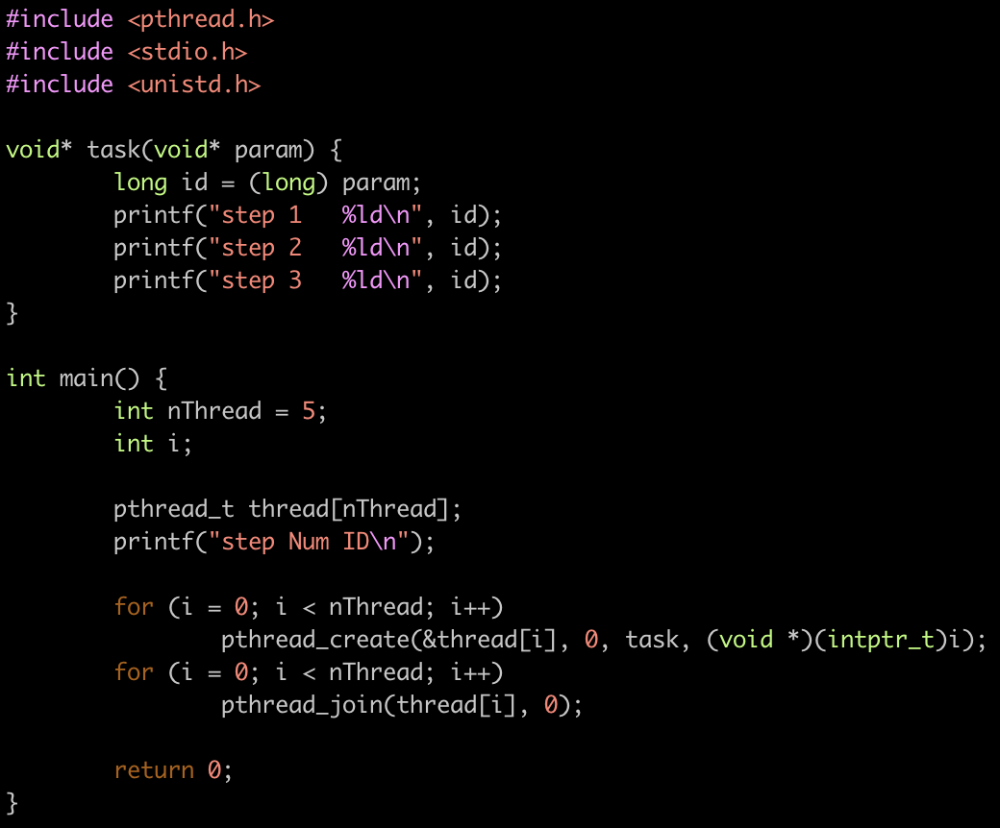 #include <pthread.h>
#include <stdio.h>
#include <unistd.h>

void* task(void* param) {
        long id = (long) param;
        printf("step 1   %ld\n", id);
        printf("step 2   %ld\n", id);
        printf("step 3   %ld\n", id);
}

int main() {
        int nThread = 5;
        int i;

        pthread_t thread[nThread];
        printf("step Num ID\n");

        for (i = 0; i < nThread; i++)
                pthread_create(&thread[i], 0, task, (void *)(intptr_t)i);
        for (i = 0; i < nThread; i++)
                pthread_join(thread[i], 0);

        return 0;
}